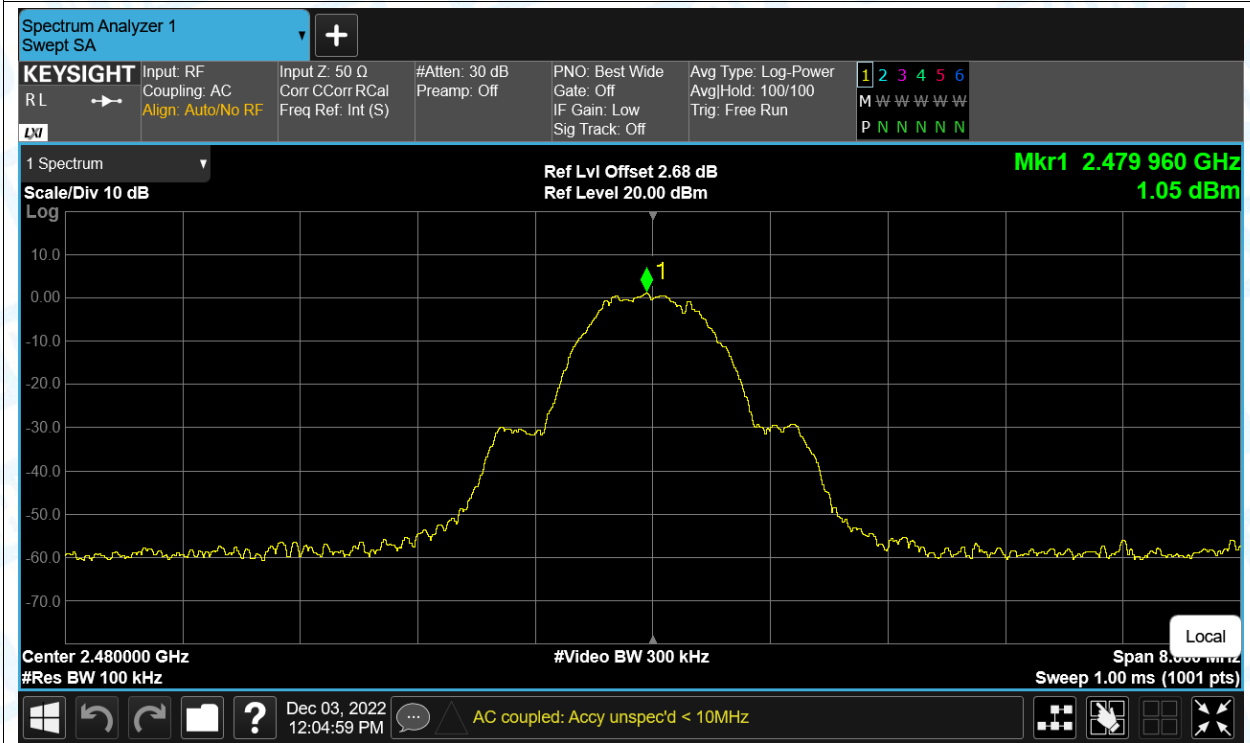 Spectrum Analyzer 1
Swept SA
+
KEYSIGHT
R L
LXI
Input: RF
Coupling: AC
Align: Auto/No RF
Input Z: 50 Ω
Corr CCorr RCal
Freq Ref: Int (S)
#Atten: 30 dB
Preamp: Off
PNO: Best Wide
Gate: Off
IF Gain: Low
Sig Track: Off
Avg Type: Log-Power
Avg|Hold: 100/100
Trig: Free Run
1 2 3 4 5 6
M W W W W W W
P N N N N N
1 Spectrum
Scale/Div 10 dB
Log
Ref Lvl Offset 2.68 dB
Ref Level 20.00 dBm
Mkr1 2.479 960 GHz
1.05 dBm
1
10.0
0.00
-10.0
-20.0
-30.0
-40.0
-50.0
-60.0
-70.0
Local
Center 2.480000 GHz
#Video BW 300 kHz
Span 8.000 MHz
#Res BW 100 kHz
Sweep 1.00 ms (1001 pts)
?
Dec 03, 2022
12:04:59 PM
AC coupled: Accy unspec'd < 10MHz